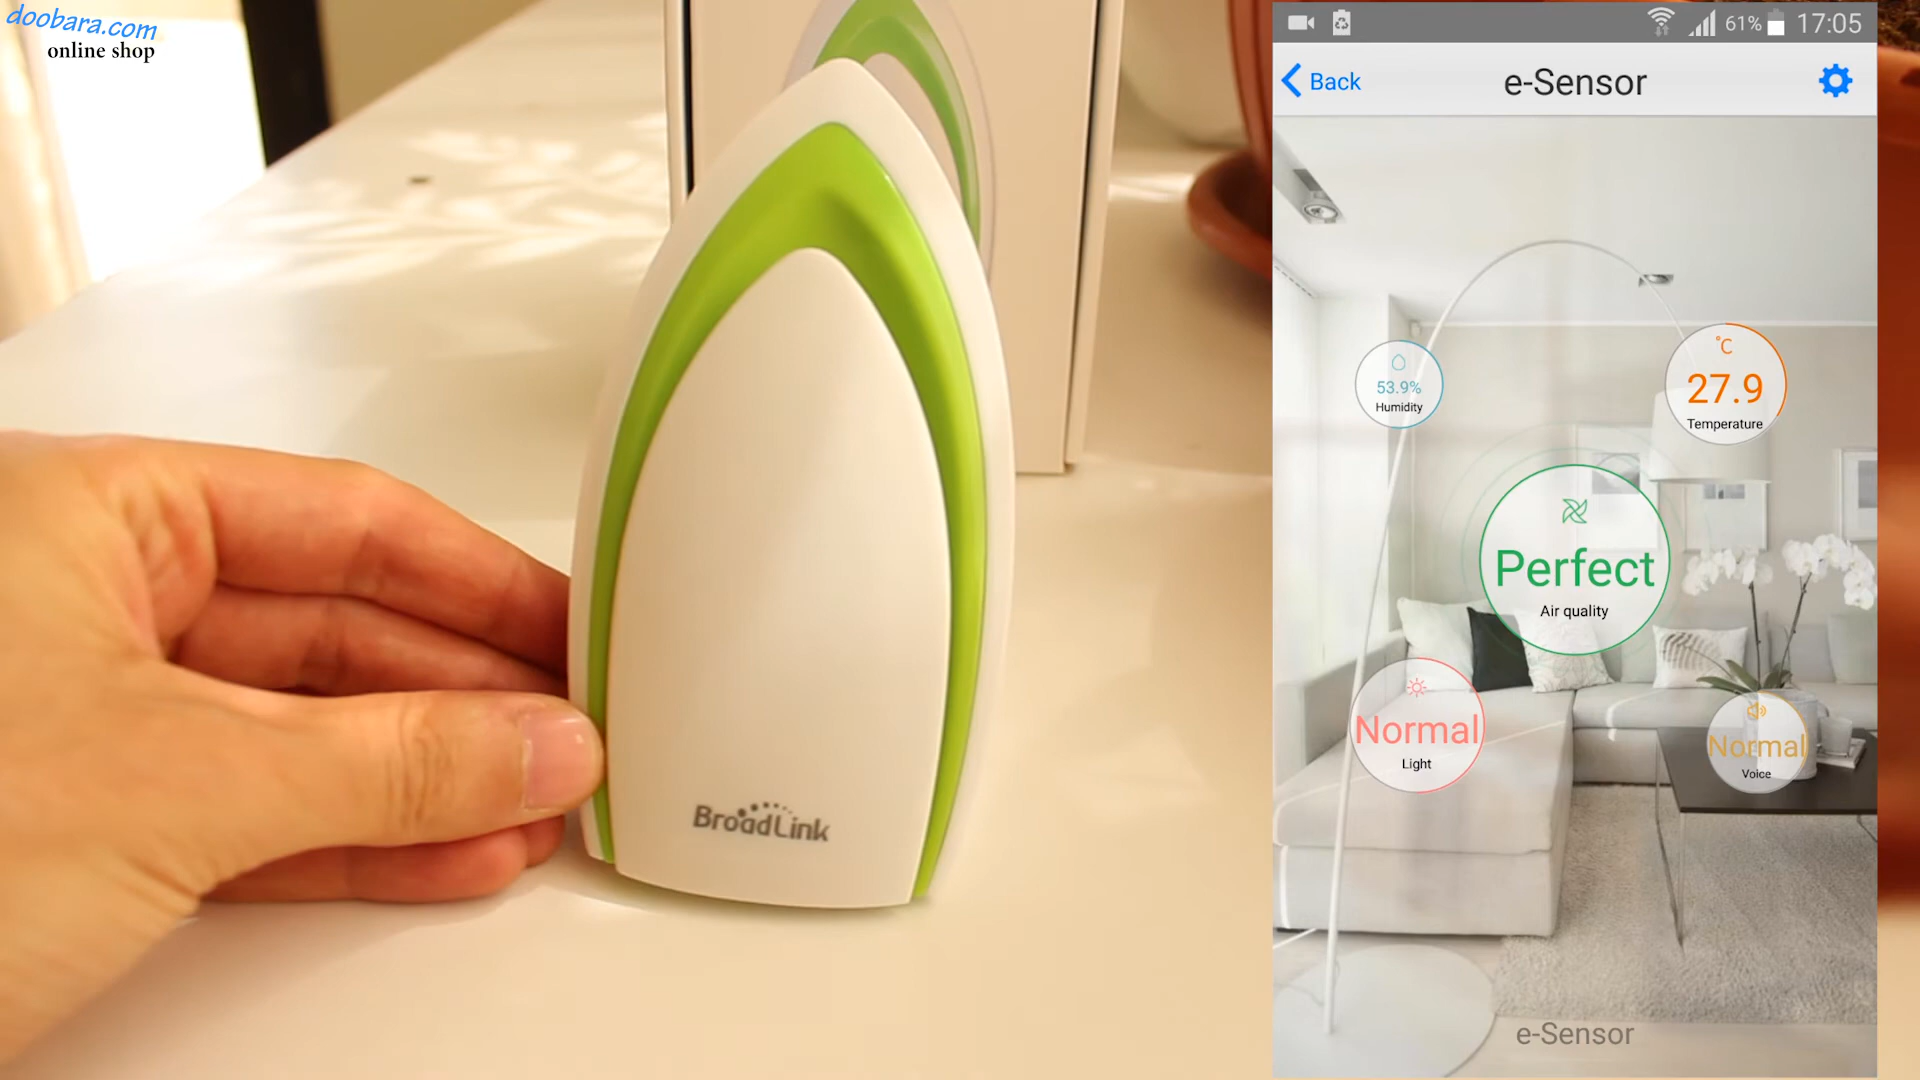 doobara.com
online shop
BroadLink
61% 17:05
Back
e-Sensor
53.9%
Humidity
°C
27.9
Temperature
Perfect
Air quality
Normal
Light
Normal
Voice
e-Sensor